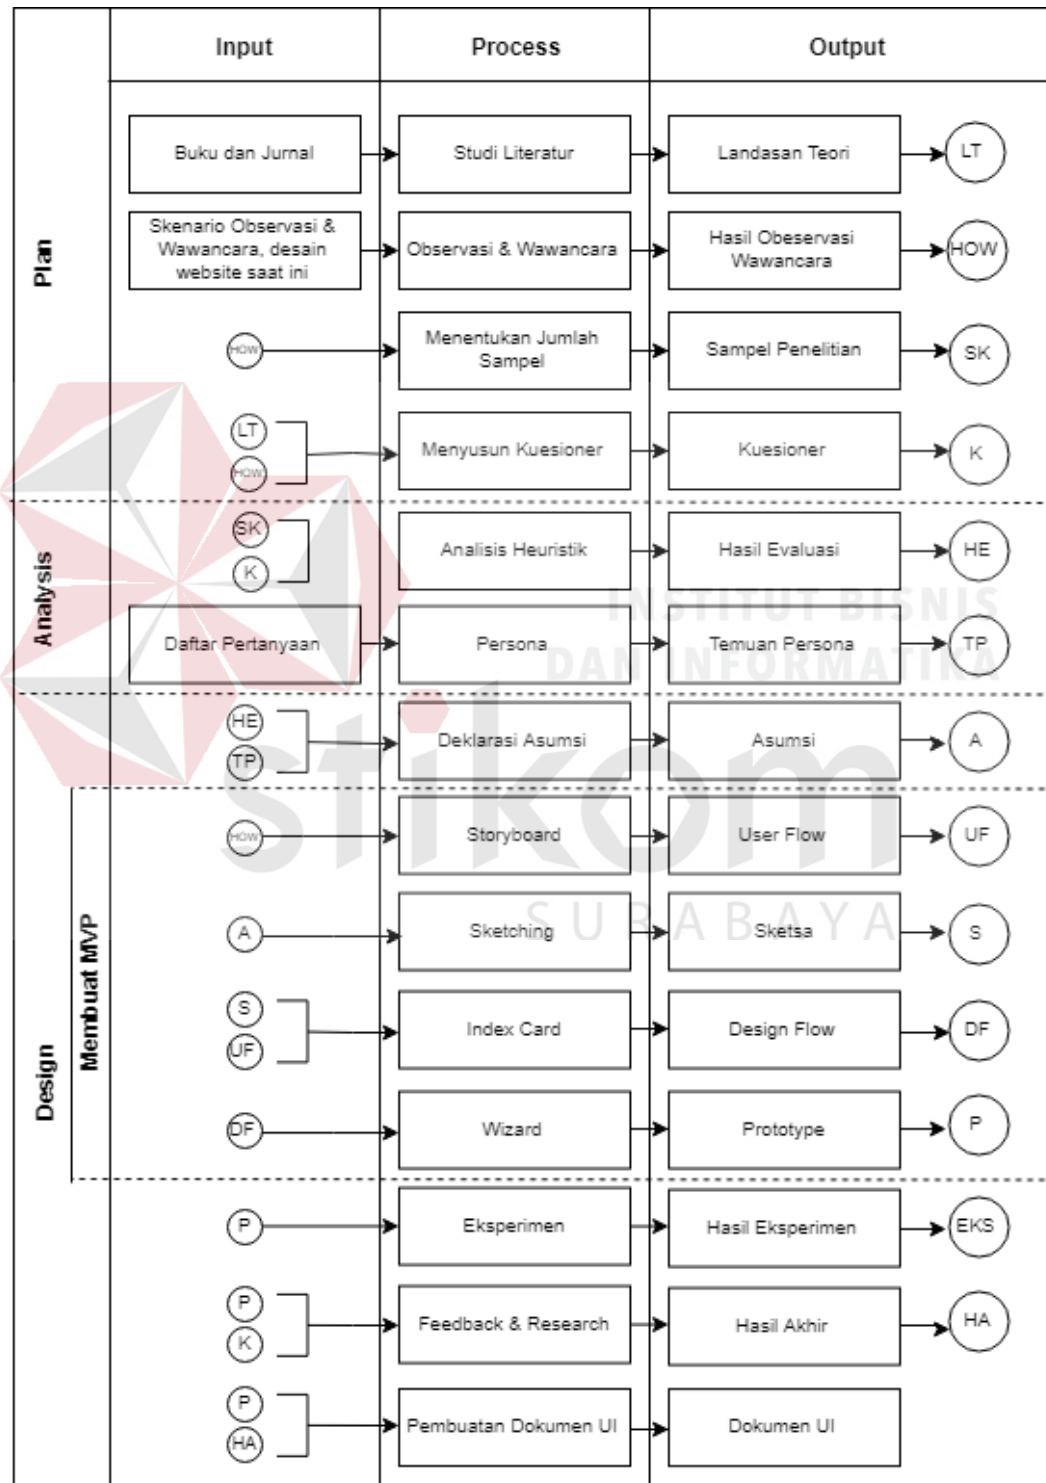 Input
Process
Output
Plan
Buku dan Jurnal
Studi Literatur
Landasan Teori
LT
Skenario Observasi &
Wawancara, desain
website saat ini
Observasi & Wawancara
Hasil Obeservasi
Wawancara
HOW
HOW
Menentukan Jumlah
Sampel
Sampel Penelitian
SK
LT
HOW
Menyusun Kuesioner
Kuesioner
K
Analysis
SK
K
Analisis Heuristik
Hasil Evaluasi
HE
INSTITUT BISNIS
DAN INFORMATIKA
Daftar Pertanyaan
Persona
Temuan Persona
TP
Design
HE
TP
Deklarasi Asumsi
Asumsi
A
stikom
SURABAYA
Membuat MVP
HOW
Storyboard
User Flow
UF
A
Sketching
Sketsa
S
S
UF
Index Card
Design Flow
DF
DF
Wizard
Prototype
P
P
Eksperimen
Hasil Eksperimen
EKS
P
K
Feedback & Research
Hasil Akhir
HA
P
HA
Pembuatan Dokumen UI
Dokumen UI